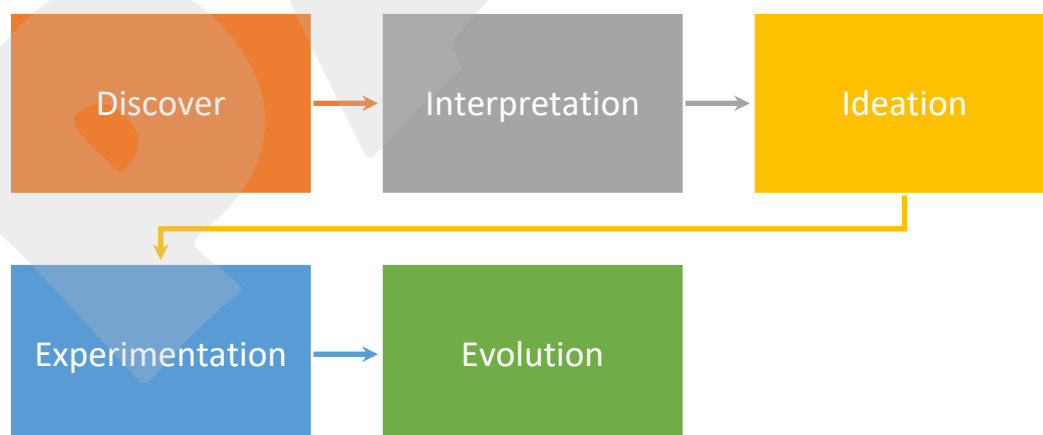 Discover
Interpretation
Ideation
Experimentation
Evolution